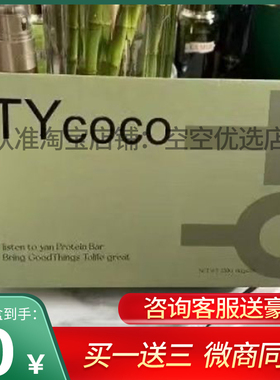 TYcoco
认准淘宝店铺：空空优选店
listen to yan Protein Bar
Bring GoodThings Tolife great
咨询客服送豪
0
¥
买一送三 微商同